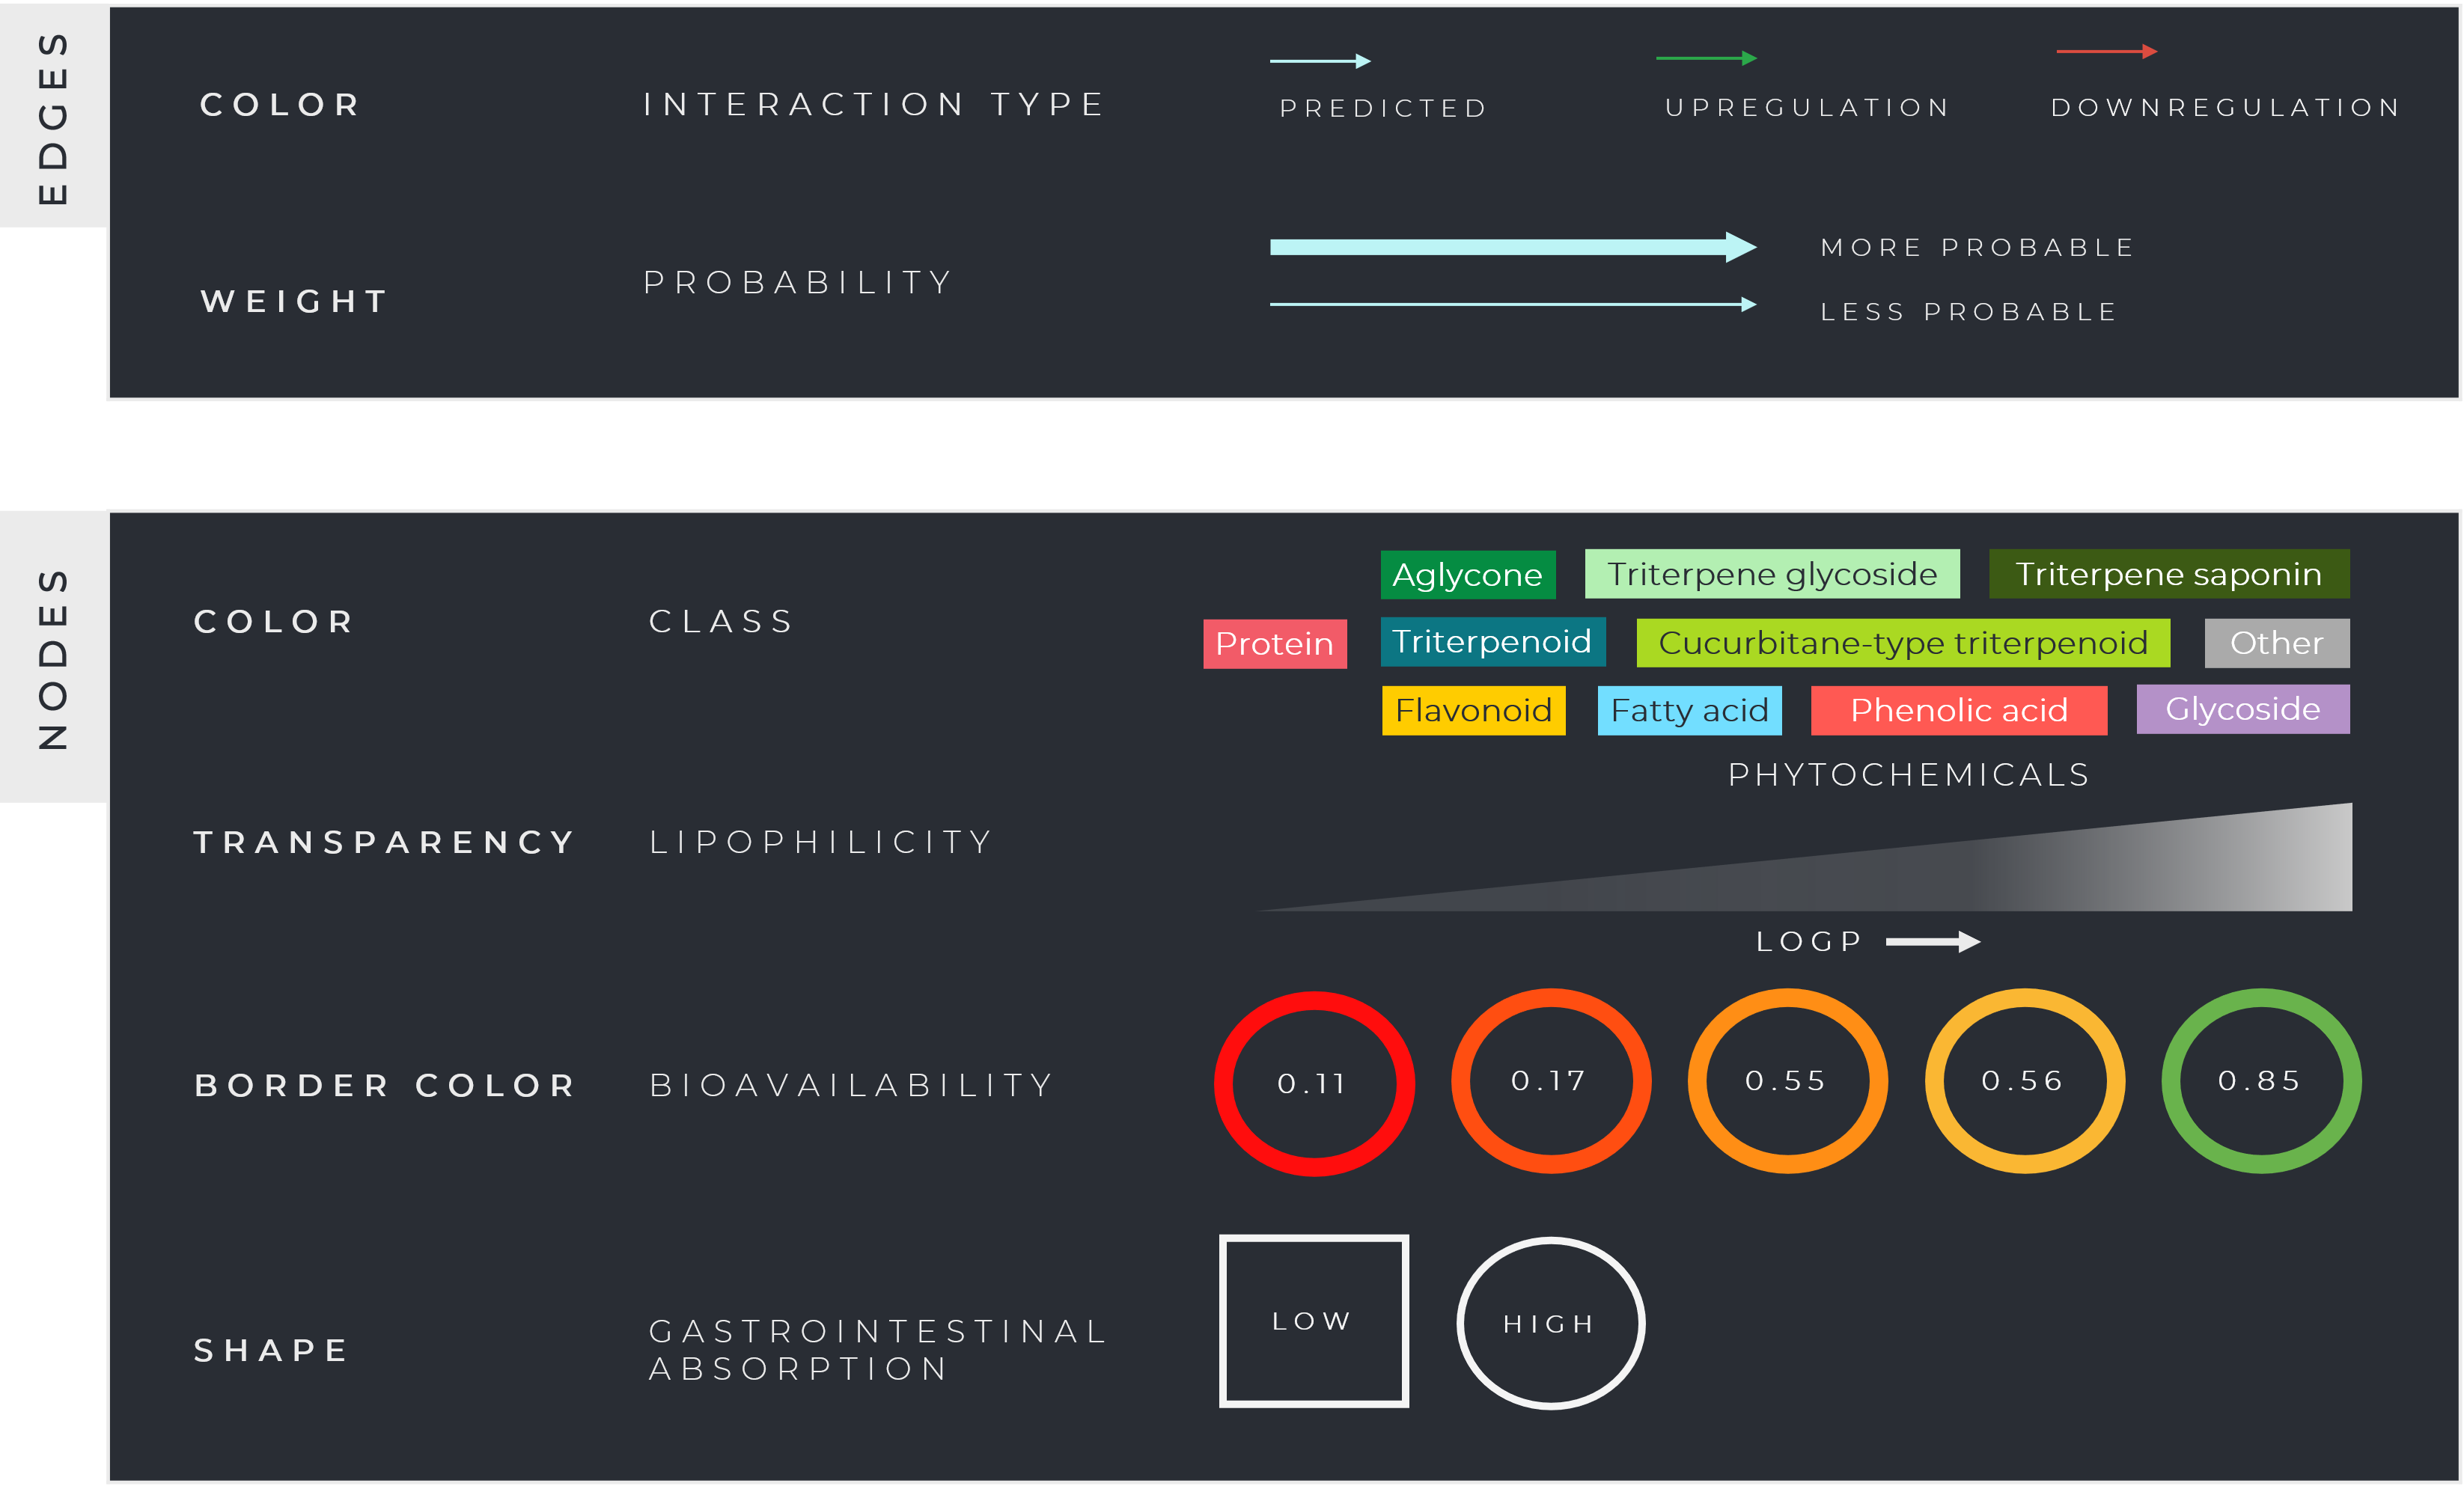 EDGES
COLOR
INTERACTION TYPE
PREDICTED
UPREGULATION
DOWNREGULATION
WEIGHT
PROBABILITY
MORE PROBABLE
LESS PROBABLE
NODES
COLOR
CLASS
Protein
Aglycone
Triterpene glycoside
Triterpene saponin
Triterpenoid
Cucurbitane-type triterpenoid
Other
Flavonoid
Fatty acid
Phenolic acid
Glycoside
PHYTOCHEMICALS
TRANSPARENCY
LIPOPHILICITY
LOGP
BORDER COLOR
BIOAVAILABILITY
0.11
0.17
0.55
0.56
0.85
SHAPE
GASTROINTESTINAL
ABSORPTION
LOW
HIGH